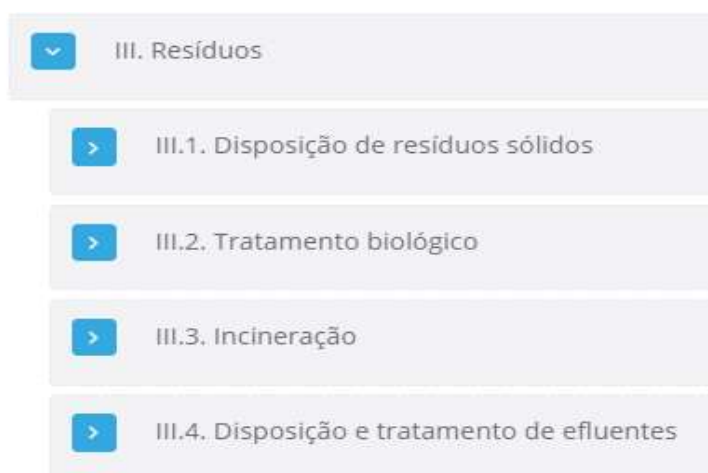 III. Resíduos
III.1. Disposição de resíduos sólidos
III.2. Tratamento biológico
III.3. Incineração
III.4. Disposição e tratamento de efluentes